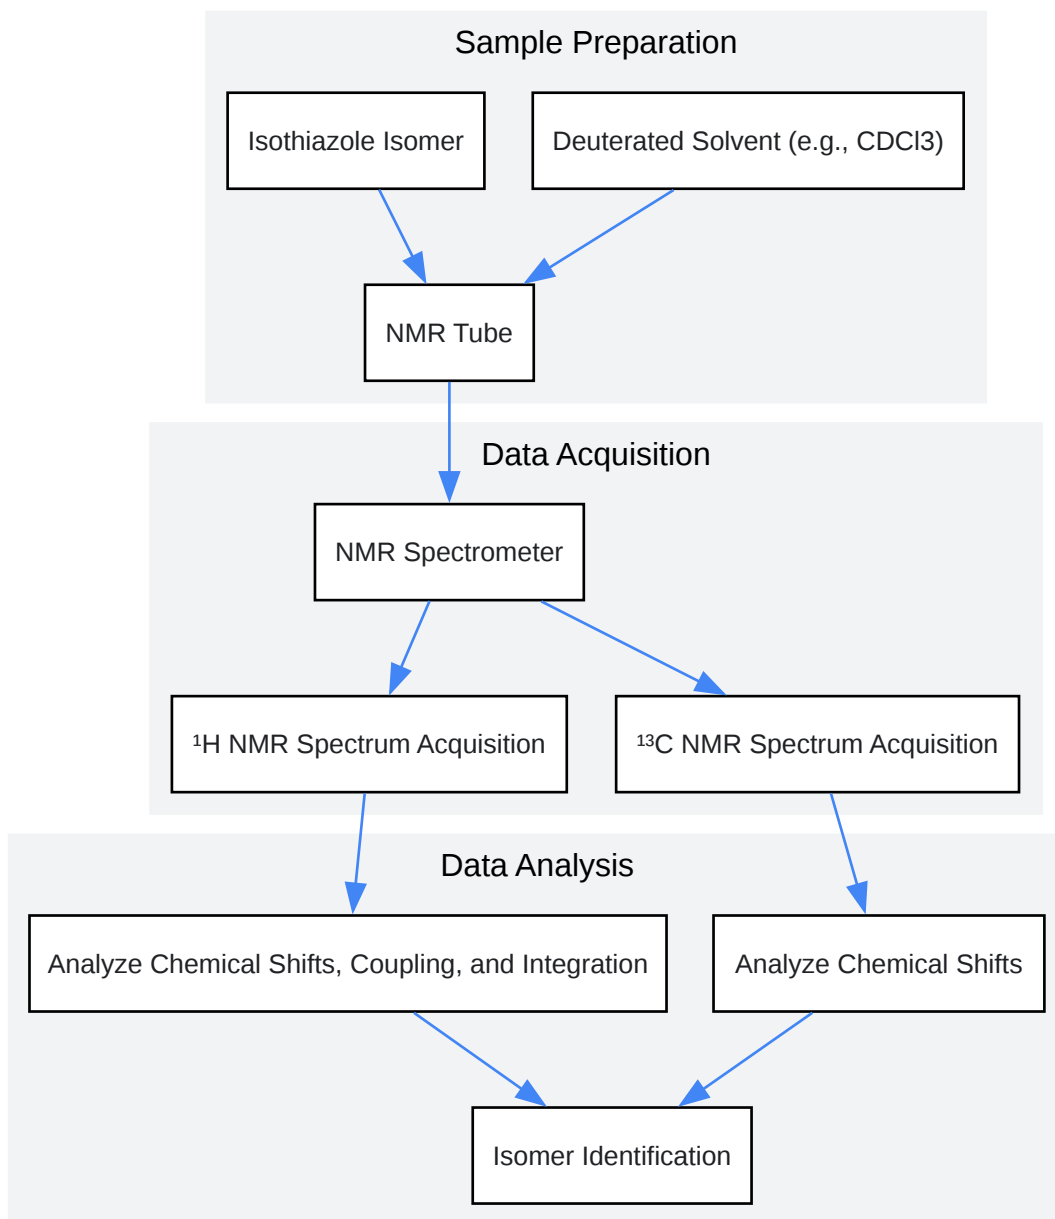 Sample Preparation
Isothiazole Isomer
Deuterated Solvent (e.g., CDCl3)
NMR Tube
Data Acquisition
NMR Spectrometer
¹H NMR Spectrum Acquisition
¹³C NMR Spectrum Acquisition
Data Analysis
Analyze Chemical Shifts, Coupling, and Integration
Analyze Chemical Shifts
Isomer Identification